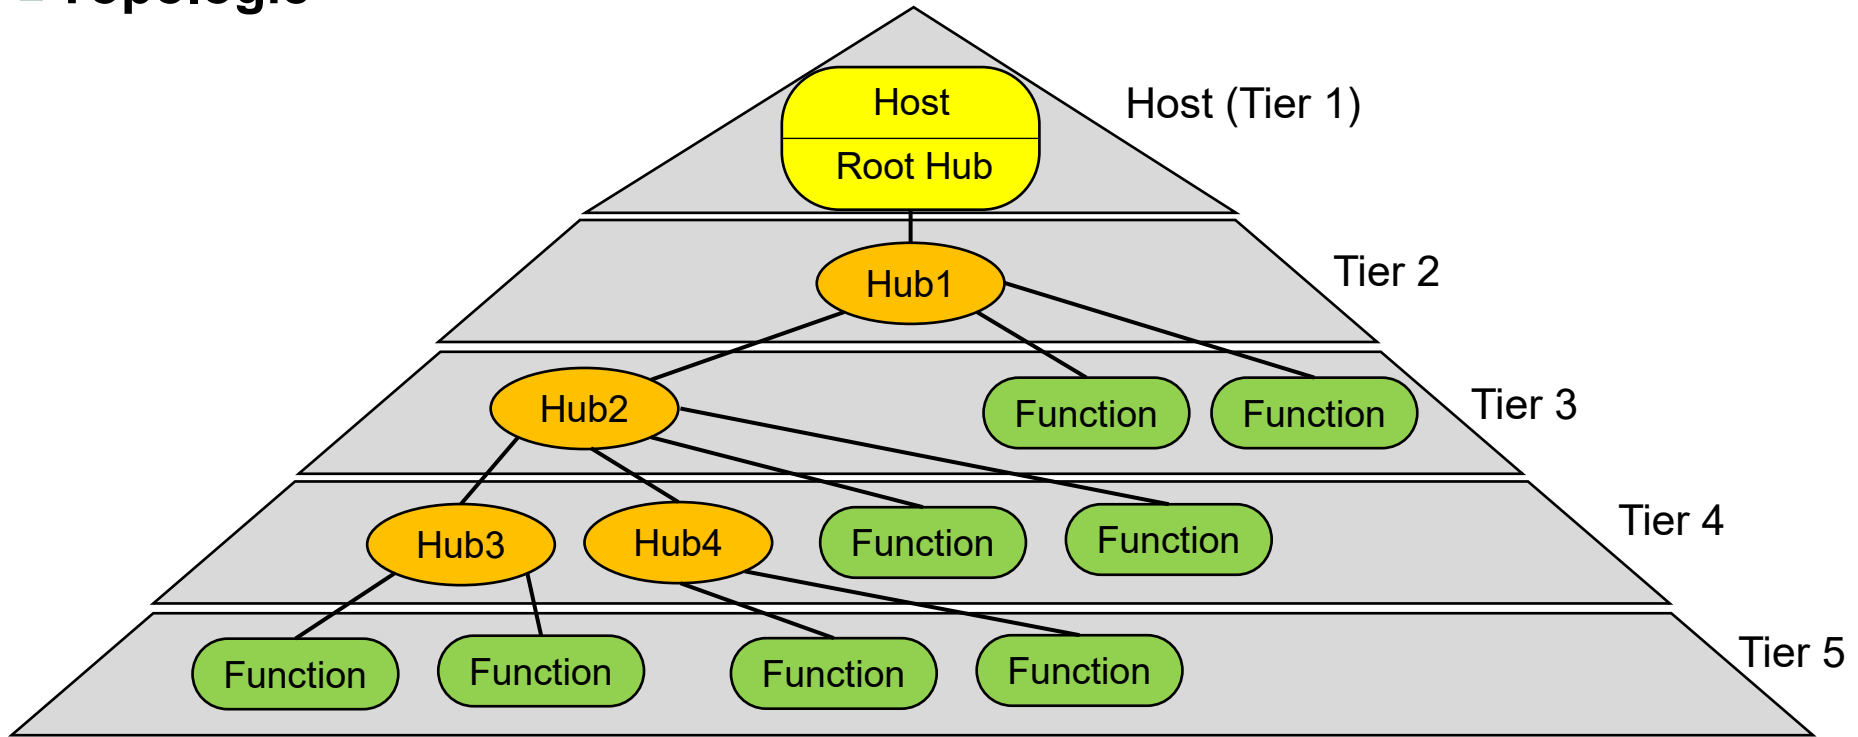 Topologie
Host
Root Hub
Host (Tier 1)
Hub1
Tier 2
Hub2
Function
Function
Tier 3
Hub3
Hub4
Function
Function
Tier 4
Function
Function
Function
Function
Tier 5